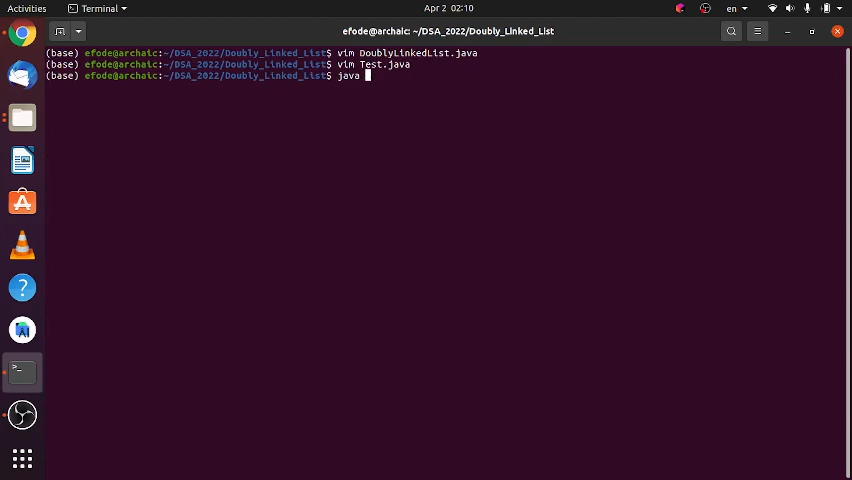 Activities
Terminal
Apr 2 02:10
en
efode@archaic: ~/DSA_2022/Doubly_Linked_List
(base) efode@archaic:~/DSA_2022/Doubly_Linked_List$ vim DoublyLinkedList.java
(base) efode@archaic:~/DSA_2022/Doubly_Linked_List$ vim Test.java
(base) efode@archaic:~/DSA_2022/Doubly_Linked_List$ java